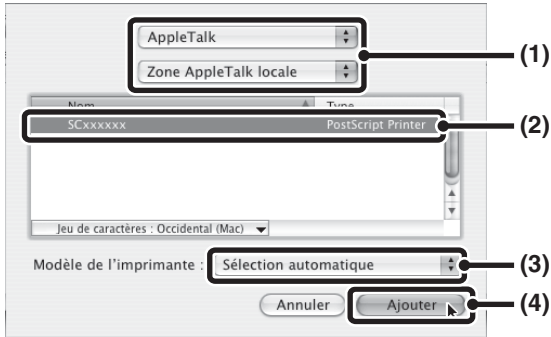 AppleTalk
(1)
Zone AppleTalk locale
Nom Type
SCxxxxxx PostScript Printer
(2)
Jeu de caractères : Occidental (Mac)
Modèle de l'imprimante : Sélection automatique
(3)
Annuler Ajouter
(4)